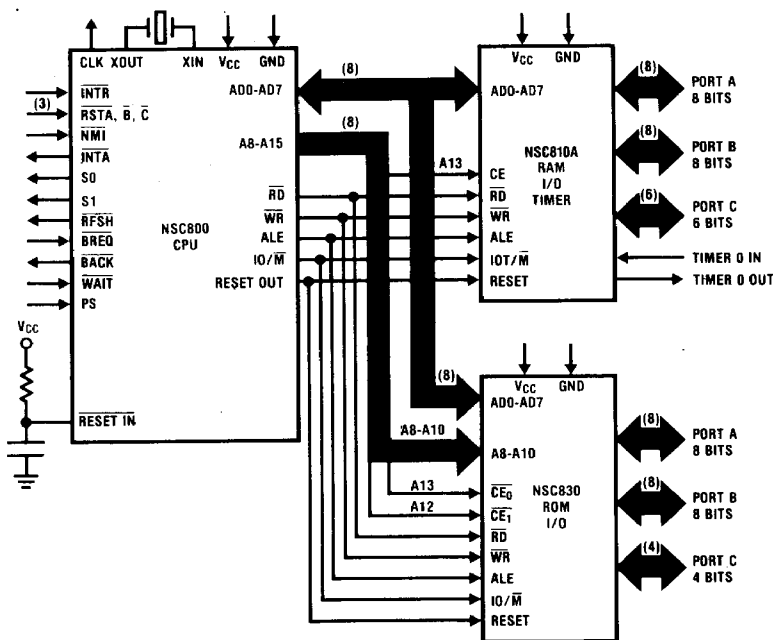 CLK XOUT XIN VCC GND
INTR
(3) RSTA, B, C
NMI
INTA
S0
S1
RFSH
BREQ
BACK
WAIT
PS
VCC
RESET IN
NSC800
CPU
AD0-AD7
A8-A15
RD
WR
ALE
IO/M
RESET OUT
(8)
(8)
A13
VCC GND
AD0-AD7
CE
RD
WR
ALE
IOT/M
RESET
NSC810A
RAM
I/O
TIMER
(8) PORT A
8 BITS
(8) PORT B
8 BITS
(6) PORT C
6 BITS
TIMER 0 IN
TIMER 0 OUT
(8)
A8-A10
A13
A12
VCC GND
AD0-AD7
A8-A10
CE0
CE1
RD
WR
ALE
IO/M
RESET
NSC830
ROM
I/O
(8) PORT A
8 BITS
(8) PORT B
8 BITS
(4) PORT C
4 BITS